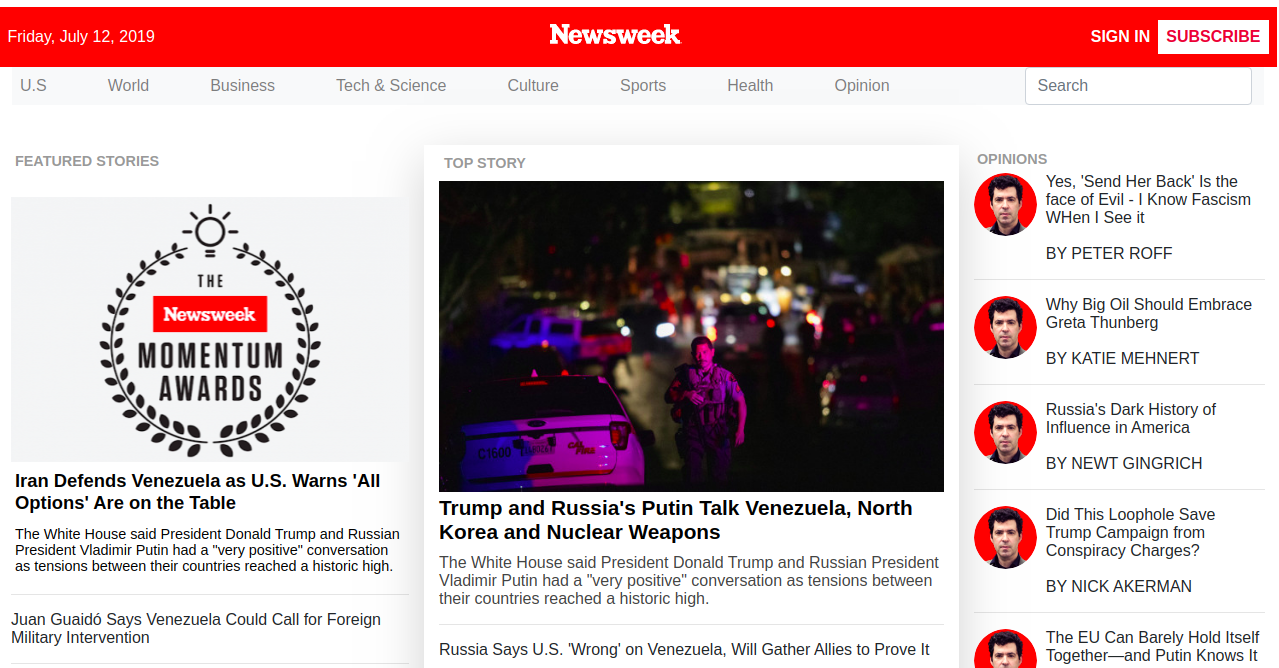 Friday, July 12, 2019
Newsweek
SIGN IN
SUBSCRIBE
U.S
World
Business
Tech & Science
Culture
Sports
Health
Opinion
Search
FEATURED STORIES
THE
Newsweek
MOMENTUM
AWARDS
Iran Defends Venezuela as U.S. Warns 'All
Options' Are on the Table
The White House said President Donald Trump and Russian
President Vladimir Putin had a "very positive" conversation
as tensions between their countries reached a historic high.
Juan Guaidó Says Venezuela Could Call for Foreign
Military Intervention
TOP STORY
C1600
Trump and Russia's Putin Talk Venezuela, North
Korea and Nuclear Weapons
The White House said President Donald Trump and Russian President
Vladimir Putin had a "very positive" conversation as tensions between
their countries reached a historic high.
Russia Says U.S. 'Wrong' on Venezuela, Will Gather Allies to Prove It
OPINIONS
Yes, 'Send Her Back' Is the
face of Evil - I Know Fascism
WHen I See it
BY PETER ROFF
Why Big Oil Should Embrace
Greta Thunberg
BY KATIE MEHNERT
Russia's Dark History of
Influence in America
BY NEWT GINGRICH
Did This Loophole Save
Trump Campaign from
Conspiracy Charges?
BY NICK AKERMAN
The EU Can Barely Hold Itself
Together—and Putin Knows It